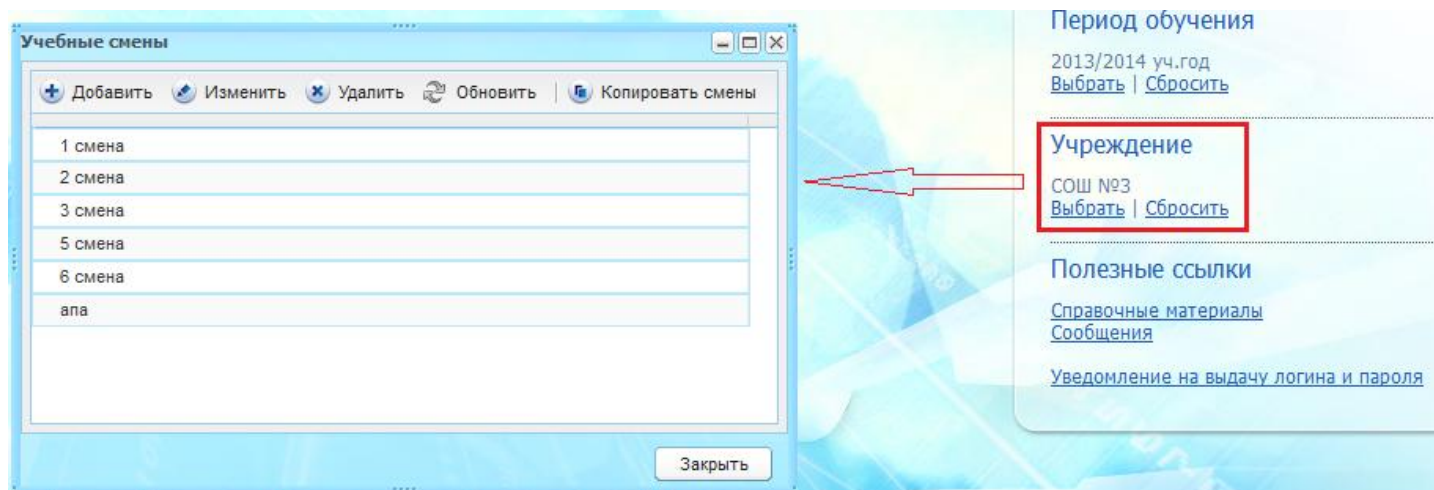 Учебные смены
Добавить Изменить Удалить Обновить Копировать смены
1 смена
2 смена
3 смена
5 смена
6 смена
апа
Закрыть
Период обучения
2013/2014 уч.год
Выбрать | Сбросить
Учреждение
СОШ №3
Выбрать | Сбросить
Полезные ссылки
Справочные материалы
Сообщения
Уведомление на выдачу логина и пароля